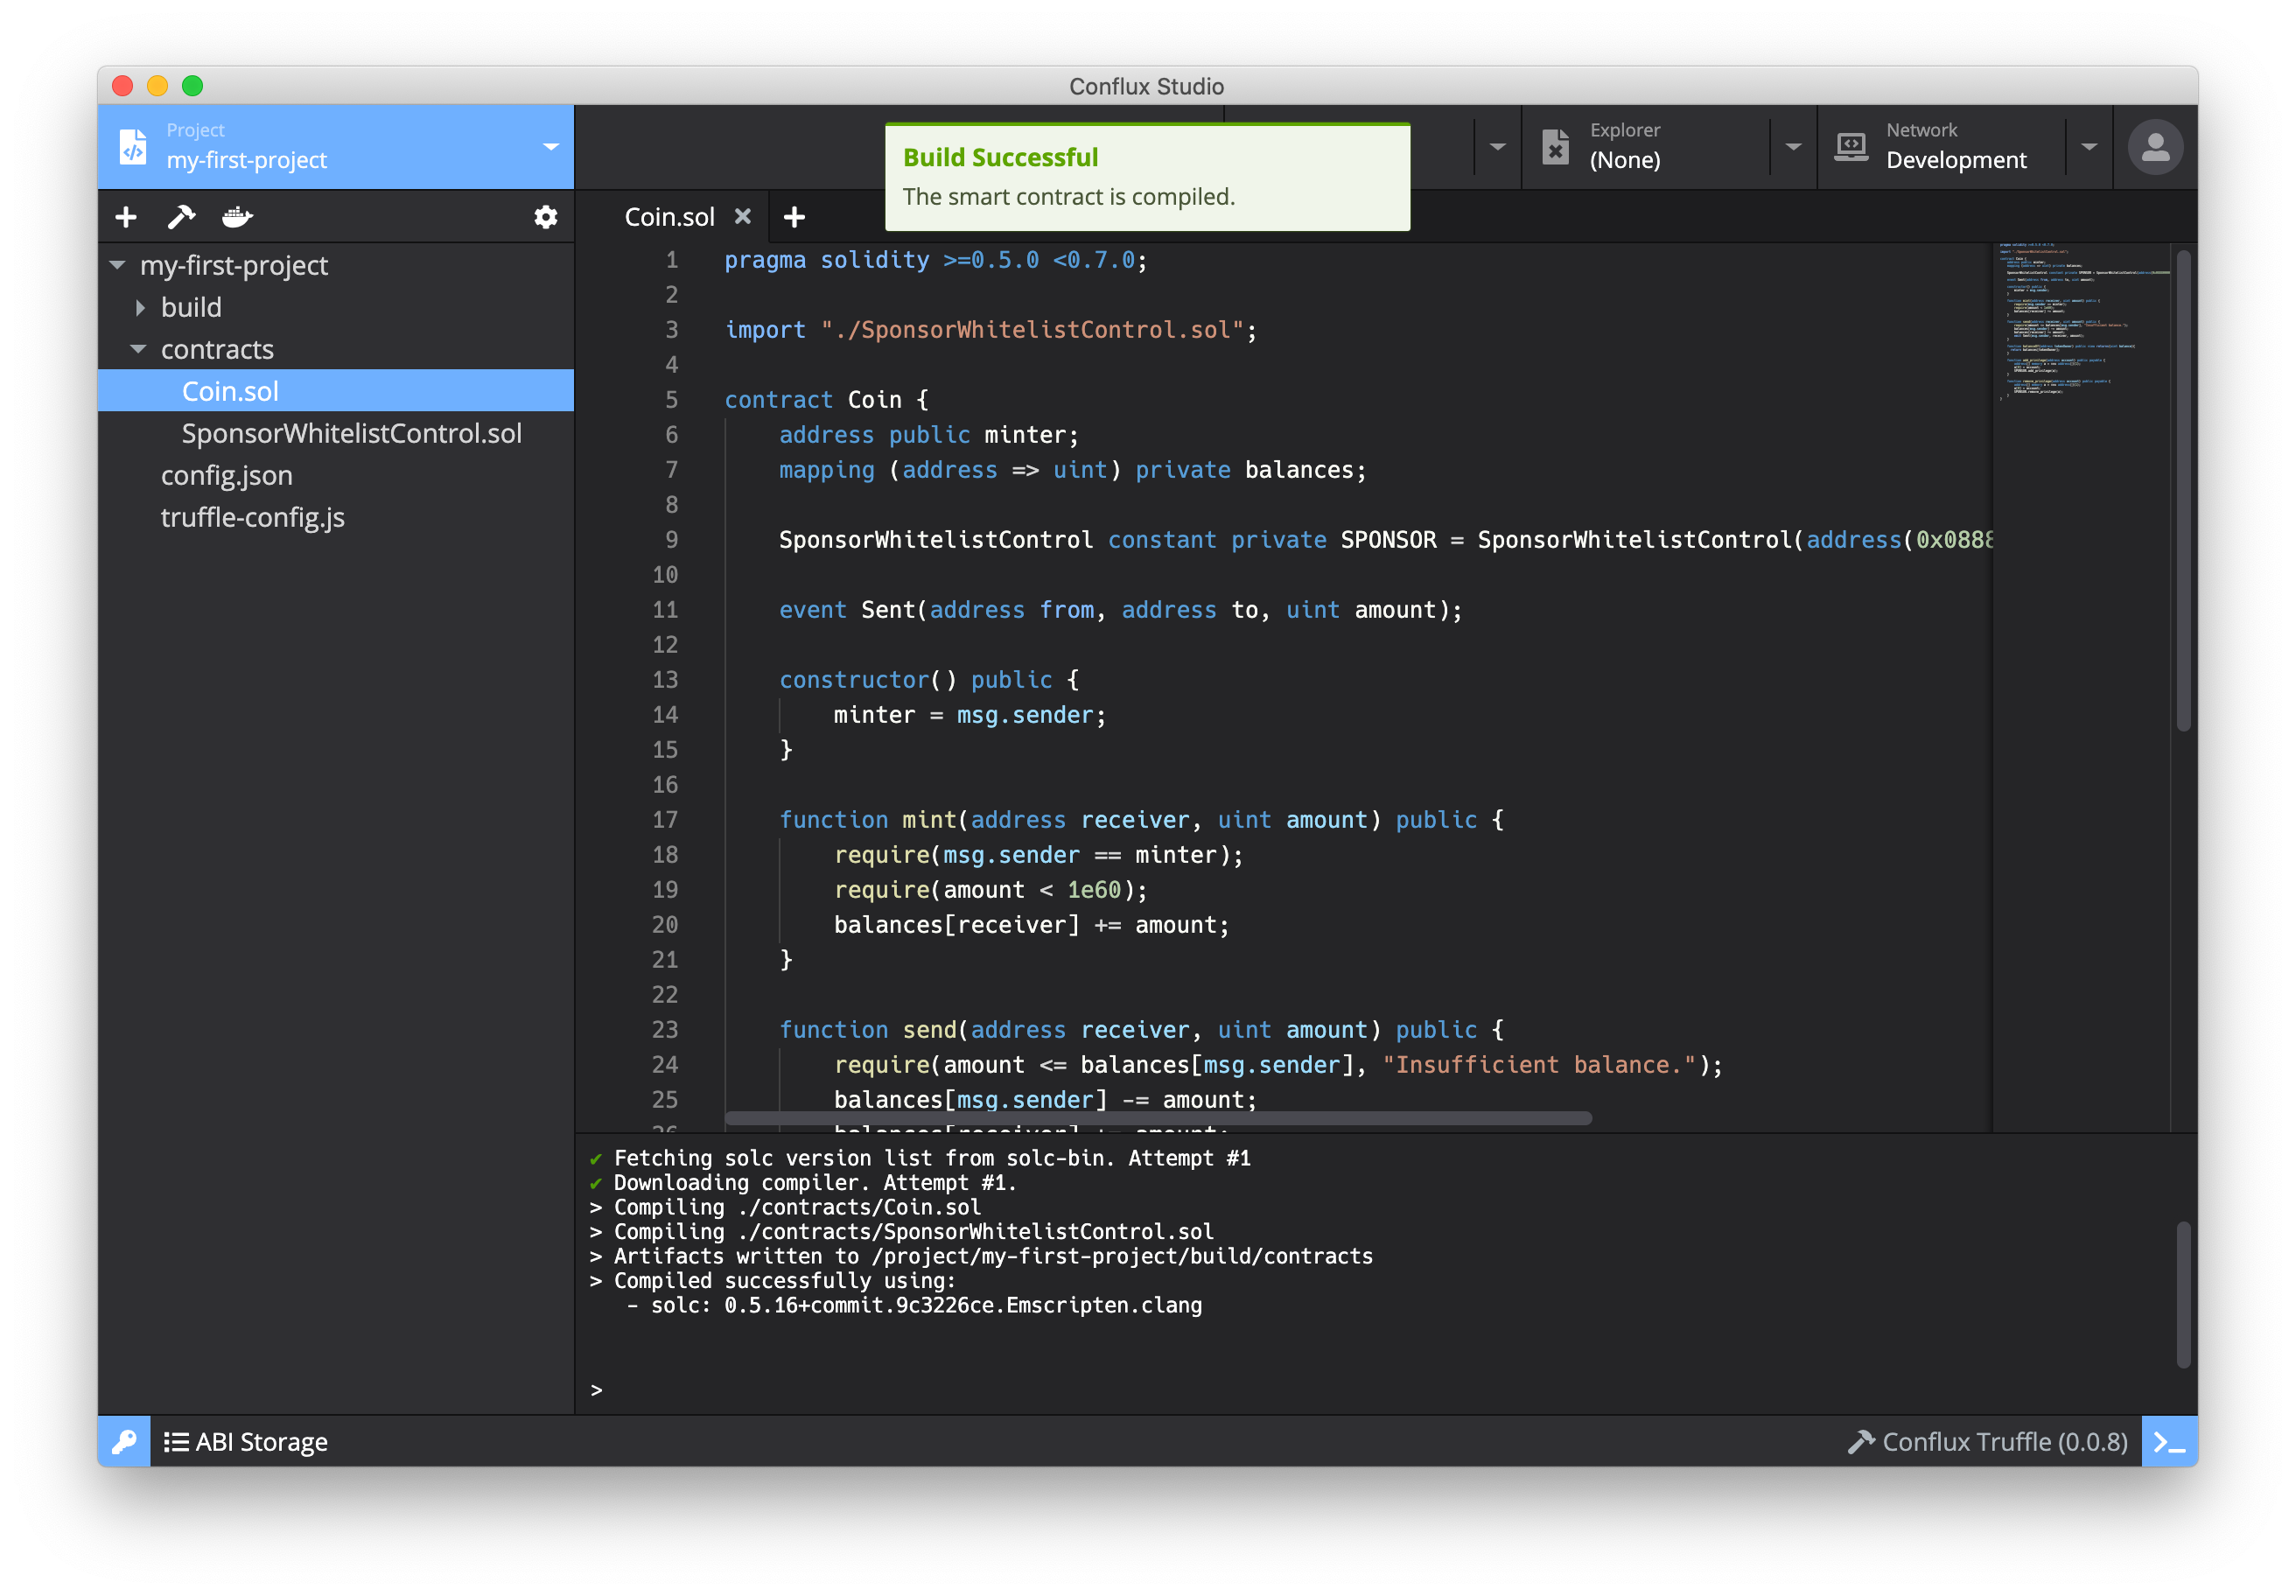 Conflux Studio
Project
my-first-project
Build Successful
The smart contract is compiled.
Explorer
(None)
Network
Development
Coin.sol
my-first-project
build
contracts
Coin.sol
SponsorWhitelistControl.sol
config.json
truffle-config.js
1 pragma solidity >=0.5.0 <0.7.0;
2
3 import "./SponsorWhitelistControl.sol";
4
5 contract Coin {
6 address public minter;
7 mapping (address => uint) private balances;
8
9 SponsorWhitelistControl constant private SPONSOR = SponsorWhitelistControl(address(0x0888
10
11 event Sent(address from, address to, uint amount);
12
13 constructor() public {
14 minter = msg.sender;
15 }
16
17 function mint(address receiver, uint amount) public {
18 require(msg.sender == minter);
19 require(amount < 1e60);
20 balances[receiver] += amount;
21 }
22
23 function send(address receiver, uint amount) public {
24 require(amount <= balances[msg.sender], "Insufficient balance.");
25 balances[msg.sender] -= amount;
26 balances[receiver] += amount;
✔ Fetching solc version list from solc-bin. Attempt #1
✔ Downloading compiler. Attempt #1.
> Compiling ./contracts/Coin.sol
> Compiling ./contracts/SponsorWhitelistControl.sol
> Artifacts written to /project/my-first-project/build/contracts
> Compiled successfully using:
- solc: 0.5.16+commit.9c3226ce.Emscripten.clang
>
ABI Storage
Conflux Truffle (0.0.8)